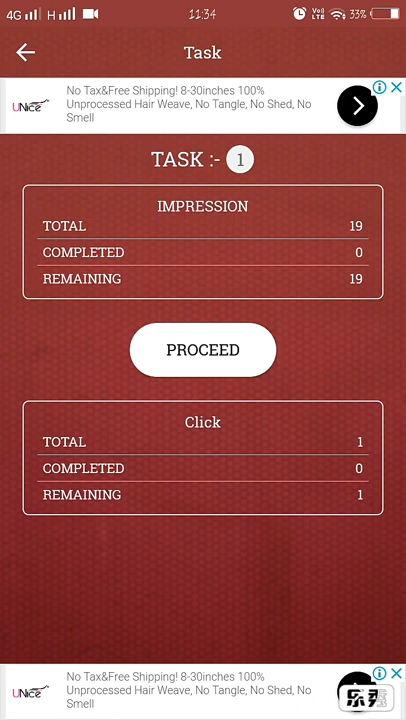 4G H 11:34 VoII LTE 33%
Task
UNice
No Tax&Free Shipping! 8-30inches 100%
Unprocessed Hair Weave, No Tangle, No Shed, No
Smell
TASK :- 1
IMPRESSION
TOTAL 19
COMPLETED 0
REMAINING 19
PROCEED
Click
TOTAL 1
COMPLETED 0
REMAINING 1
UNice
No Tax&Free Shipping! 8-30inches 100%
Unprocessed Hair Weave, No Tangle, No Shed, No
Smell